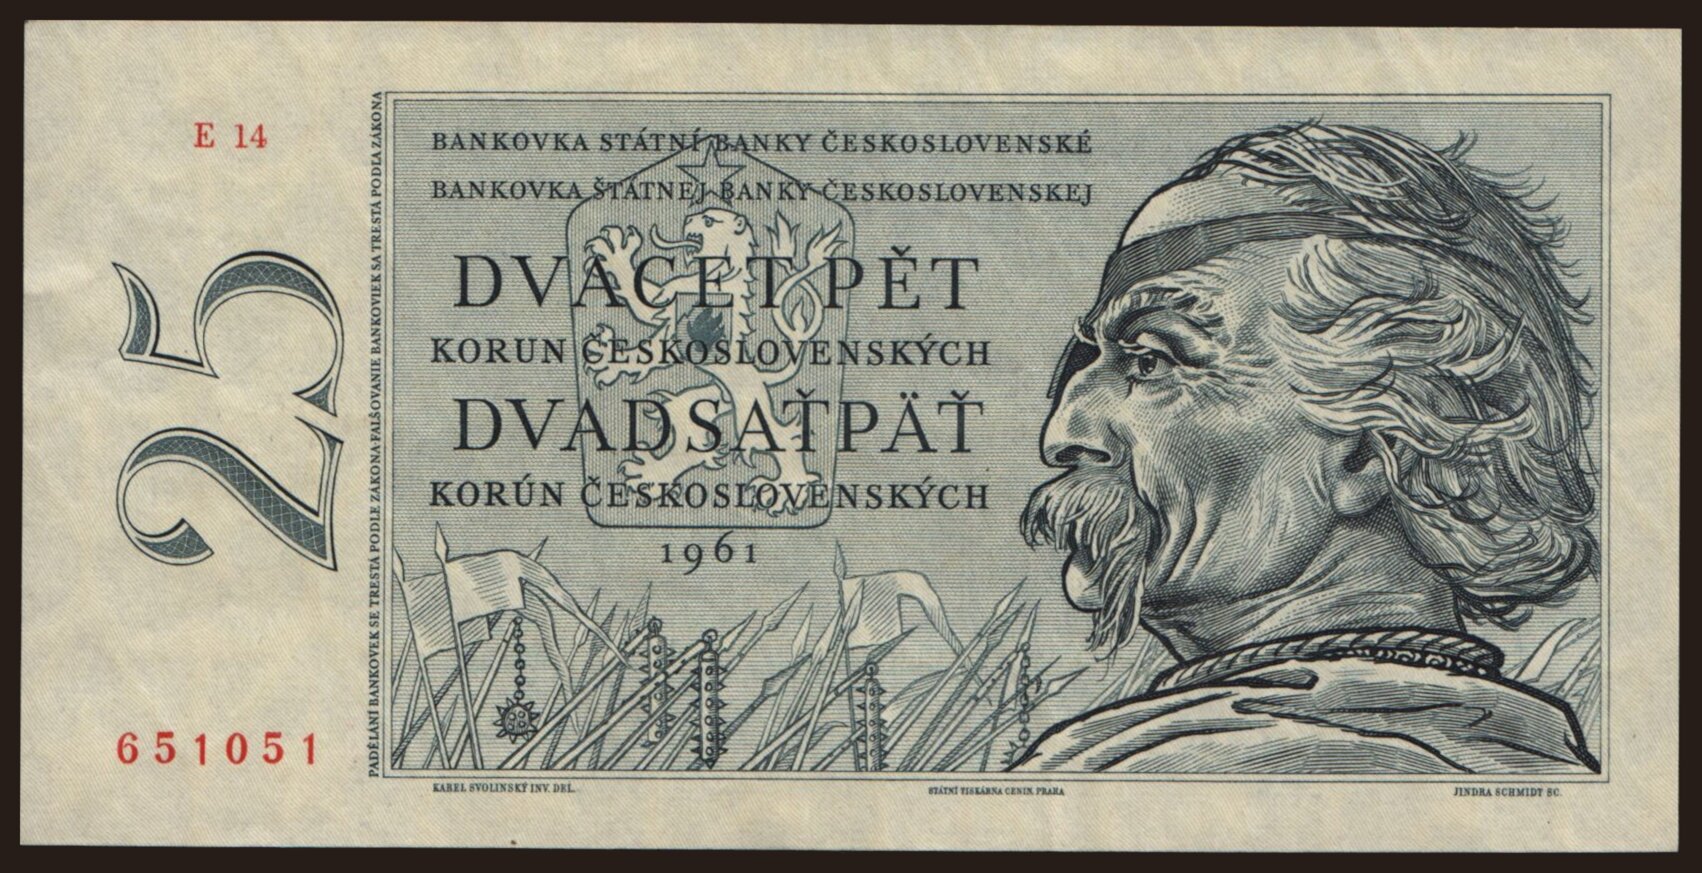 E 14
25
651051
PADĚLÁNÍ BANKOVEK SE TRESTÁ PODLE ZÁKONA FALŠOVANIE BANKOVIEK SA TRESTÁ PODĽA ZÁKONA
BANKOVKA STÁTNÍ BANKY ČESKOSLOVENSKÉ
BANKOVKA ŠTÁTNEJ BANKY ČESKOSLOVENSKEJ
DVACET PĚT
KORUN ČESKOSLOVENSKÝCH
DVADSAŤPÄŤ
KORÚN ČESKOSLOVENSKÝCH
1961
KAREL SVOLINSKÝ INV. DEL.
STÁTNÍ TISKÁRNA CENIN, PRAHA
JINDRA SCHMIDT SC.